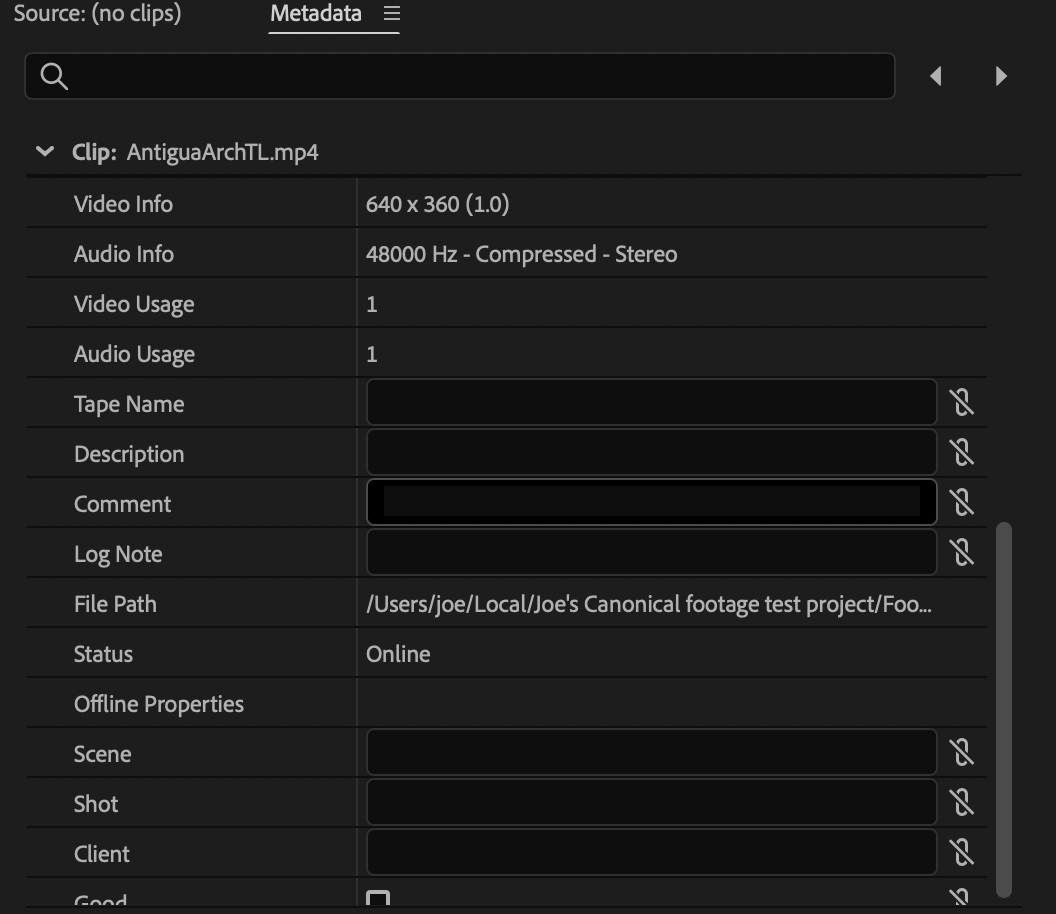 Source: (no clips) Metadata
Clip: AntiguaArchTL.mp4
Video Info 640 x 360 (1.0)
Audio Info 48000 Hz - Compressed - Stereo
Video Usage 1
Audio Usage 1
Tape Name
Description
Comment
Log Note
File Path /Users/joe/Local/Joe's Canonical footage test project/Foo...
Status Online
Offline Properties
Scene
Shot
Client
Good